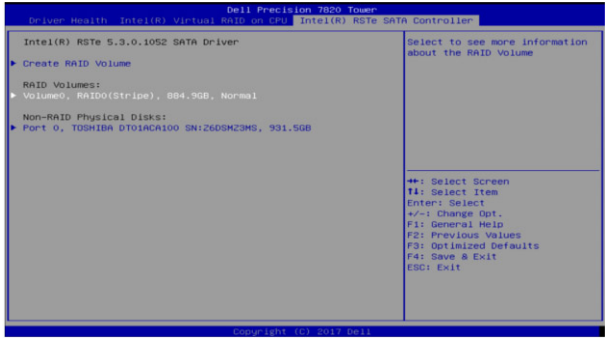 Dell Precision 7820 Tower
Driver Health Intel(R) Virtual RAID on CPU Intel(R) RSTe SATA Controller
Intel(R) RSTe 5.3.0.1052 SATA Driver
Create RAID Volume
RAID Volumes:
Volume0, RAID0(Stripe), 884.9GB, Normal
Non-RAID Physical Disks:
Port 0, TOSHIBA DT01ACA100 SN:26DSM23MS, 931.5GB
Select to see more information
about the RAID Volume
→←: Select Screen
↑↓: Select Item
Enter: Select
+/-: Change Opt.
F1: General Help
F2: Previous Values
F3: Optimized Defaults
F4: Save & Exit
ESC: Exit
Copyright (C) 2017 Dell